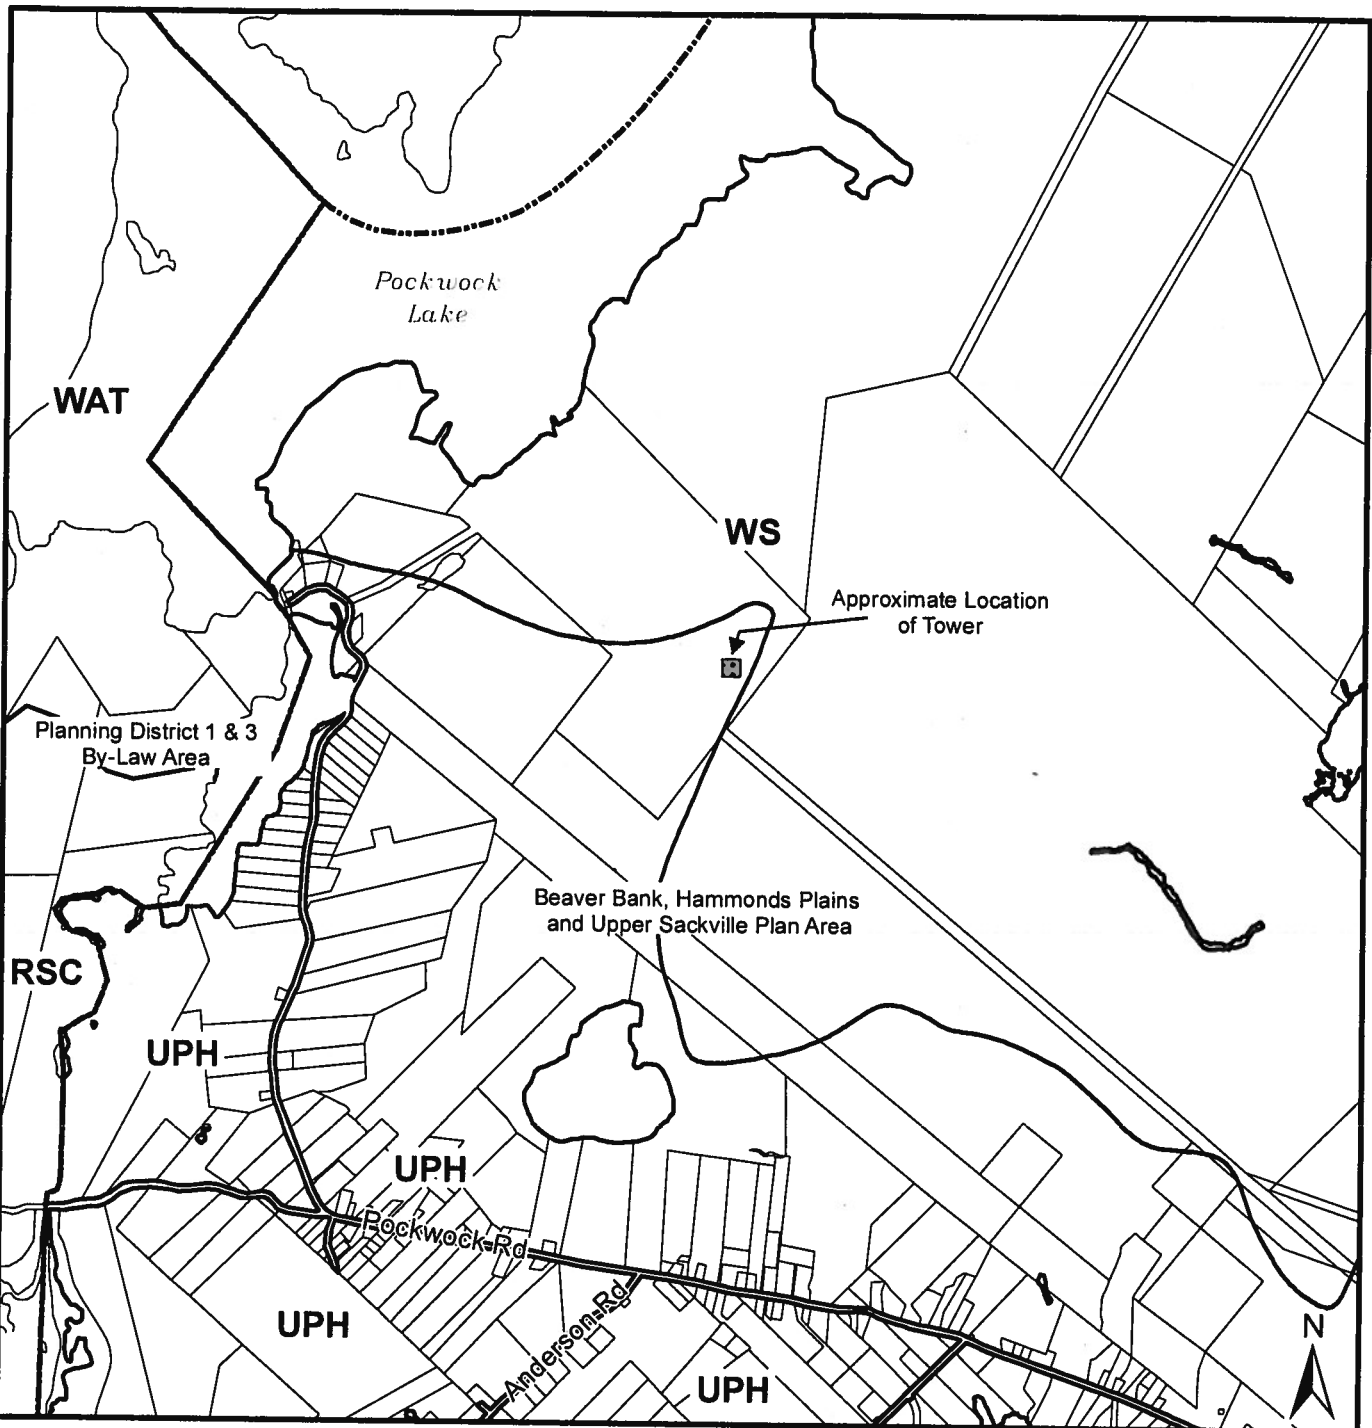 Pockwock
Lake
WAT
WS
Approximate Location
of Tower
Planning District 1 & 3
By-Law Area
Beaver Bank, Hammonds Plains
and Upper Sackville Plan Area
RSC
UPH
UPH
Pockwock Rd
Anderson Rd
UPH
UPH
N